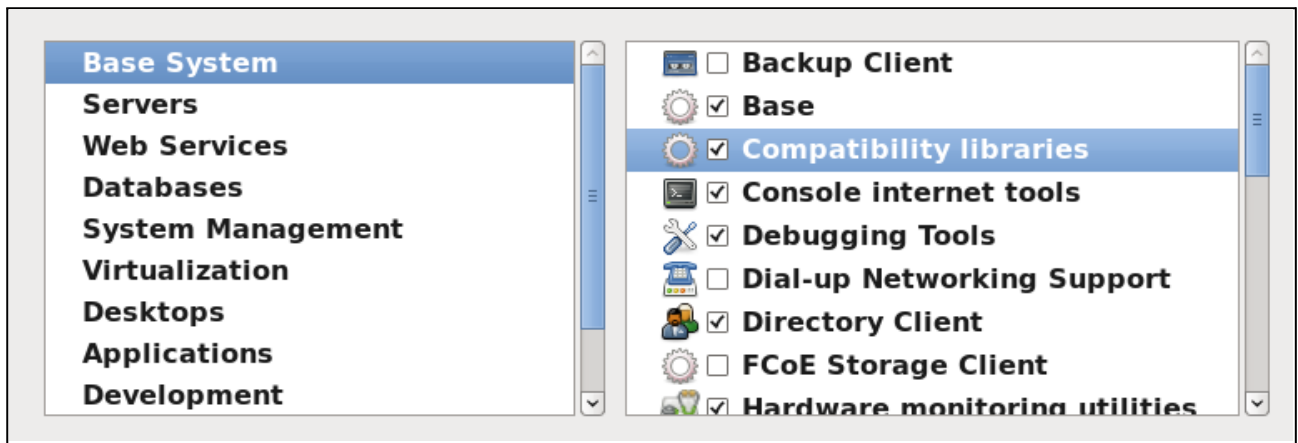 Base System
Servers
Web Services
Databases
System Management
Virtualization
Desktops
Applications
Development
Backup Client
Base
Compatibility libraries
Console internet tools
Debugging Tools
Dial-up Networking Support
Directory Client
FCoE Storage Client
Hardware monitoring utilities